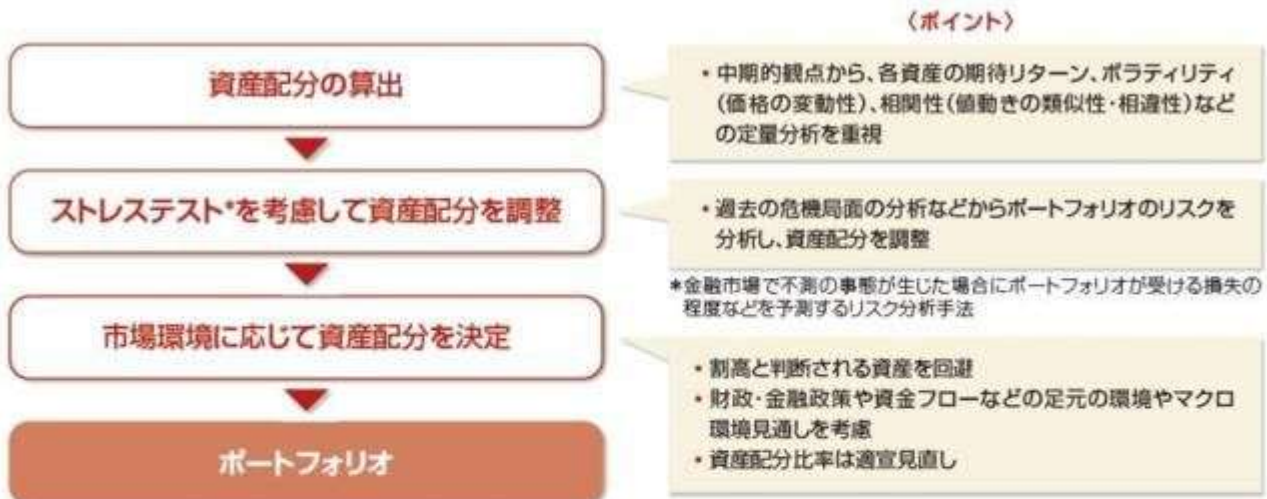 〈ポイント〉
資産配分の算出
・中期的観点から、各資産の期待リターン、ボラティリティ
(価格の変動性)、相関性(値動きの類似性・相違性)など
の定量分析を重視
ストレステスト*を考慮して資産配分を調整
・過去の危機局面の分析などからポートフォリオのリスクを
分析し、資産配分を調整
*金融市場で不測の事態が生じた場合にポートフォリオが受ける損失の
程度などを予測するリスク分析手法
市場環境に応じて資産配分を決定
・割高と判断される資産を回避
・財政・金融政策や資金フローなどの足元の環境やマクロ
環境見通しを考慮
・資産配分比率は適宜見直し
ポートフォリオ